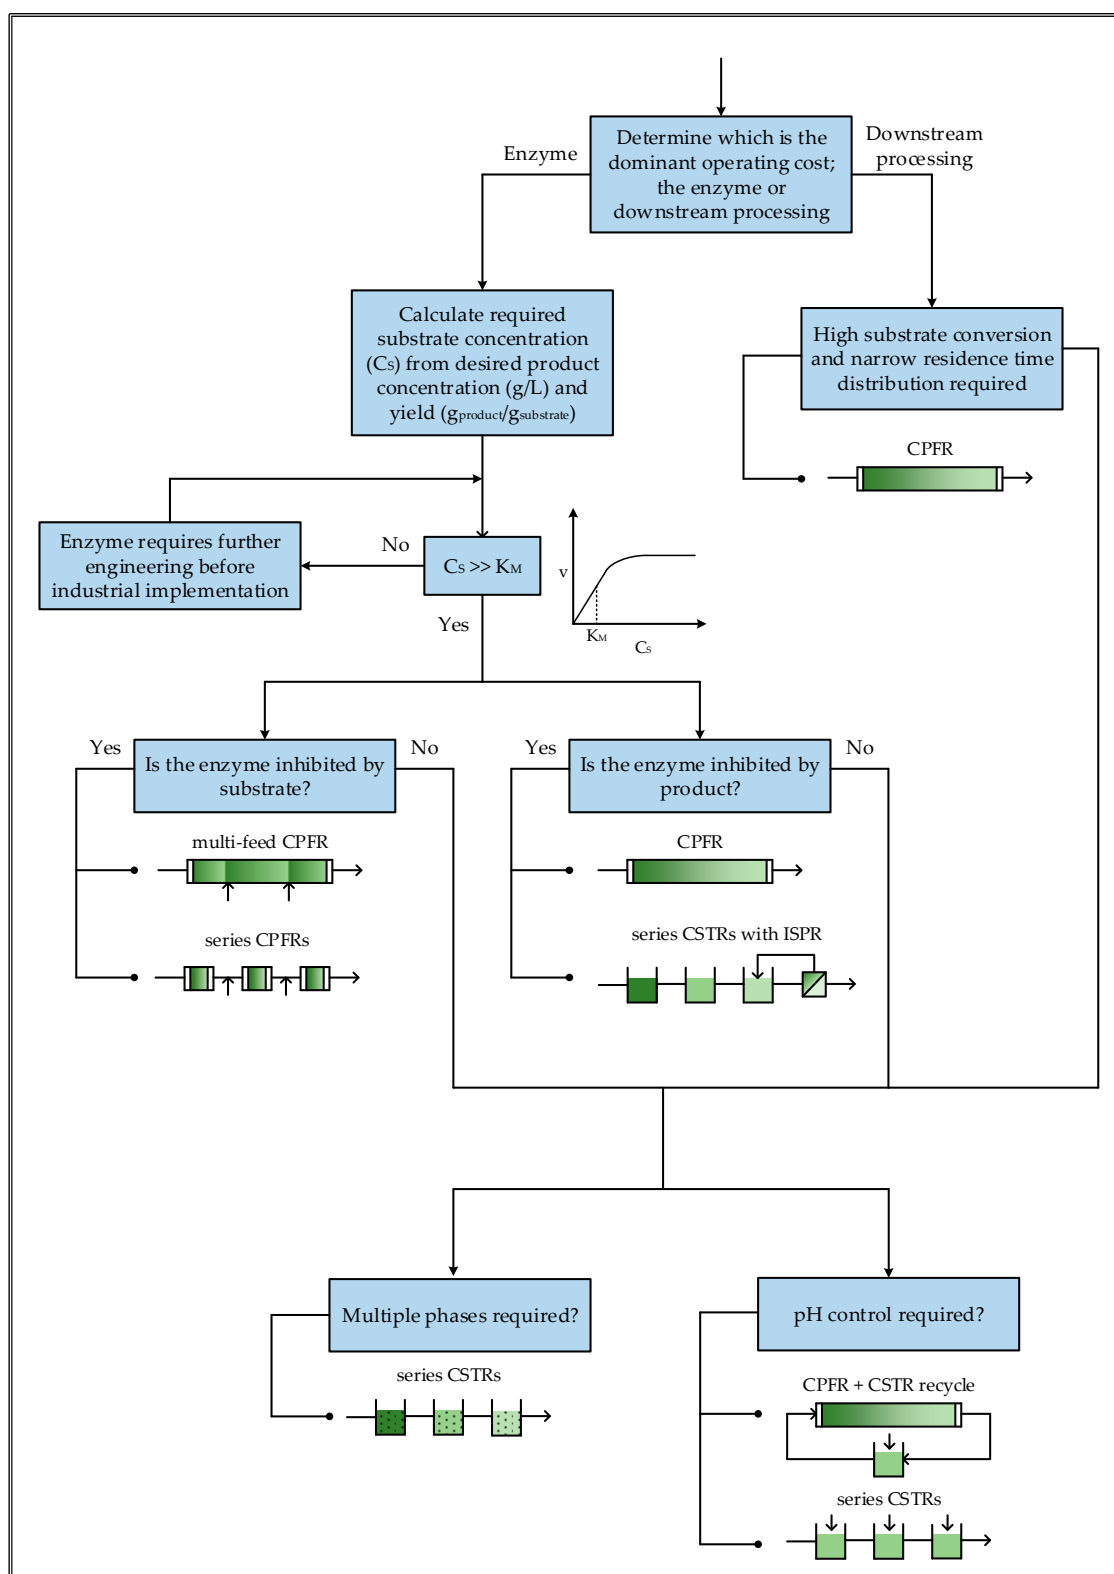 Determine which is the
dominant operating cost;
the enzyme or
downstream processing
Enzyme
Downstream
processing
Calculate required
substrate concentration
(Cs) from desired product
concentration (g/L) and
yield (gproduct/gsubstrate)
High substrate conversion
and narrow residence time
distribution required
CPFR
Enzyme requires further
engineering before
industrial implementation
No
Cs >> KM
Yes
v
KM
Cs
Yes
Is the enzyme inhibited by
substrate?
No
Yes
Is the enzyme inhibited by
product?
No
multi-feed CPFR
series CPFRs
CPFR
series CSTRs with ISPR
Multiple phases required?
series CSTRs
pH control required?
CPFR + CSTR recycle
series CSTRs